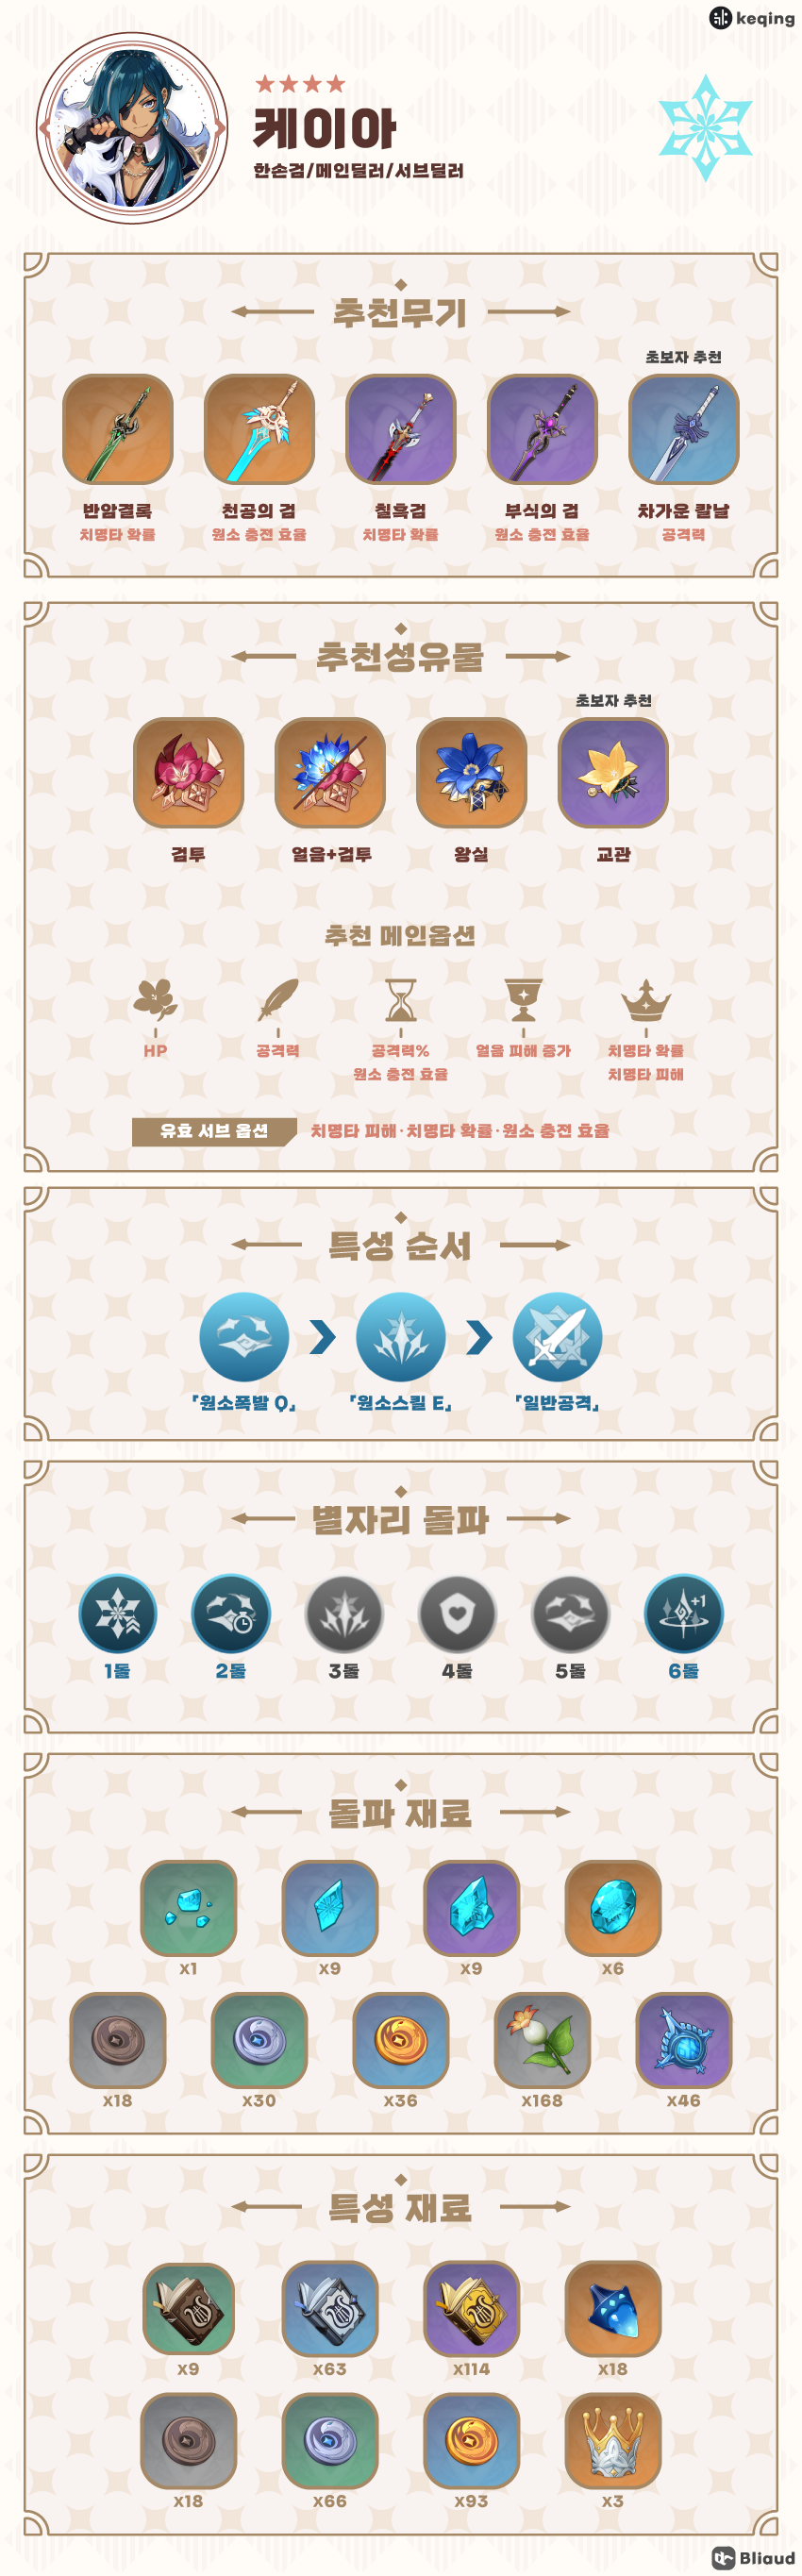 keqing
케이아
한손검/메인딜러/서브딜러
추천무기
초보자 추천
반암결록
천공의 검
칠흑검
부식의 검
차가운 칼날
치명타 확률
원소 충전 효율
치명타 확률
원소 충전 효율
공격력
추천성유물
초보자 추천
검투
얼음+검투
왕실
교관
추천 메인옵션
HP
공격력
공격력%
얼음 피해 증가
치명타 확률
원소 충전 효율
치명타 피해
유효 서브 옵션
치명타 피해·치명타 확률·원소 충전 효율
특성 순서
「원소폭발 Q」
「원소스킬 E」
「일반공격」
별자리 돌파
+1
1돌
2돌
3돌
4돌
5돌
6돌
돌파 재료
x1
x9
x9
x6
x18
x30
x36
x168
x46
특성 재료
x9
x63
x114
x18
x18
x66
x93
x3
Bliaud